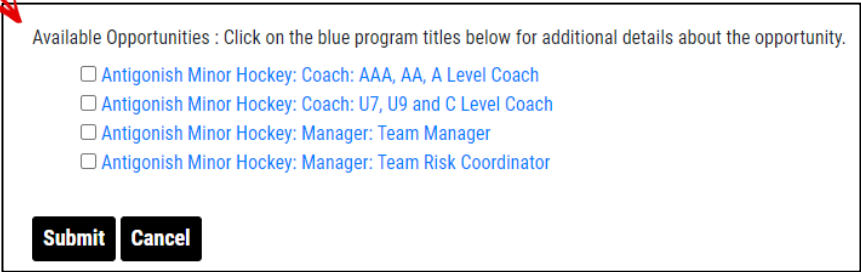 Available Opportunities : Click on the blue program titles below for additional details about the opportunity.
Antigonish Minor Hockey: Coach: AAA, AA, A Level Coach
Antigonish Minor Hockey: Coach: U7, U9 and C Level Coach
Antigonish Minor Hockey: Manager: Team Manager
Antigonish Minor Hockey: Manager: Team Risk Coordinator
Submit Cancel